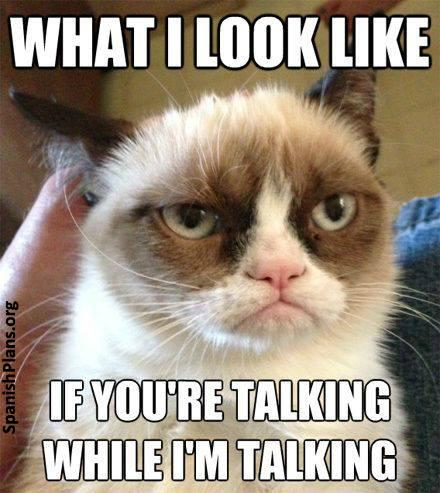 WHAT I LOOK LIKE
SpanishPlans.org
IF YOU'RE TALKING
WHILE I'M TALKING